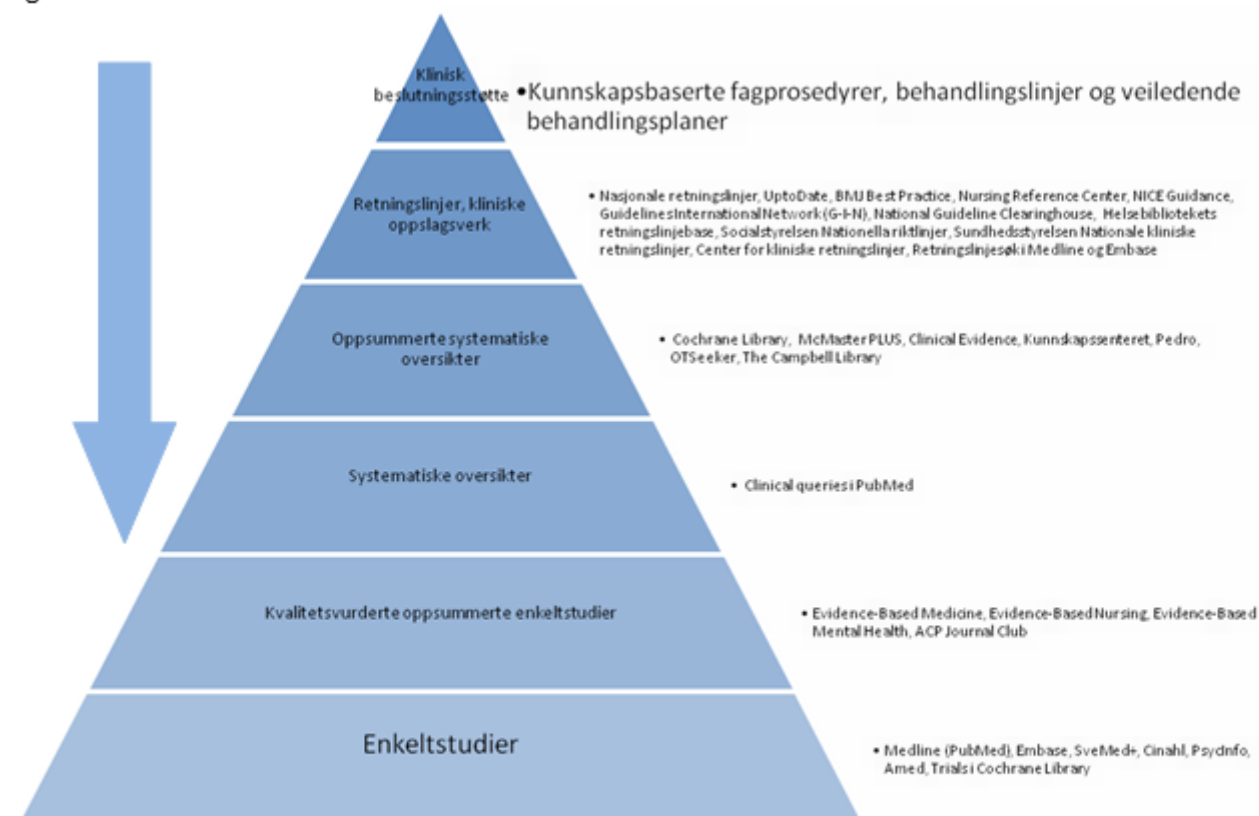 Klinisk
beslutningsstøtte
•Kunnskapsbaserte fagprosedyrer, behandlingslinjer og veiledende
behandlingsplaner
Retningslinjer, kliniske
oppslagsverk
• Nasjonale retningslinjer, UptoDate, BMJ Best Practice, Nursing Reference Center, NICE Guidance,
Guidelines International Network (G-I-N), National Guideline Clearinghouse, Helsebibliotekets
retningslinjebase, Socialstyrelsen Nationella riktlinjer, Sundhedsstyrelsen Nationale kliniske
retningslinjer, Center for kliniske retningslinjer, Retningslinjesøk i Medline og Embase
Oppsummerte systematiske
oversikter
• Cochrane Library, McMaster PLUS, Clinical Evidence, Kunnskapssenteret, Pedro,
OTSeeker, The Campbell Library
Systematiske oversikter
• Clinical queries i PubMed
Kvalitetsvurderte oppsummerte enkeltstudier
• Evidence-Based Medicine, Evidence-Based Nursing, Evidence-Based
Mental Health, ACP Journal Club
Enkeltstudier
• Medline (PubMed), Embase, SveMed+, Cinahl, PsycInfo,
Amed, Trials i Cochrane Library